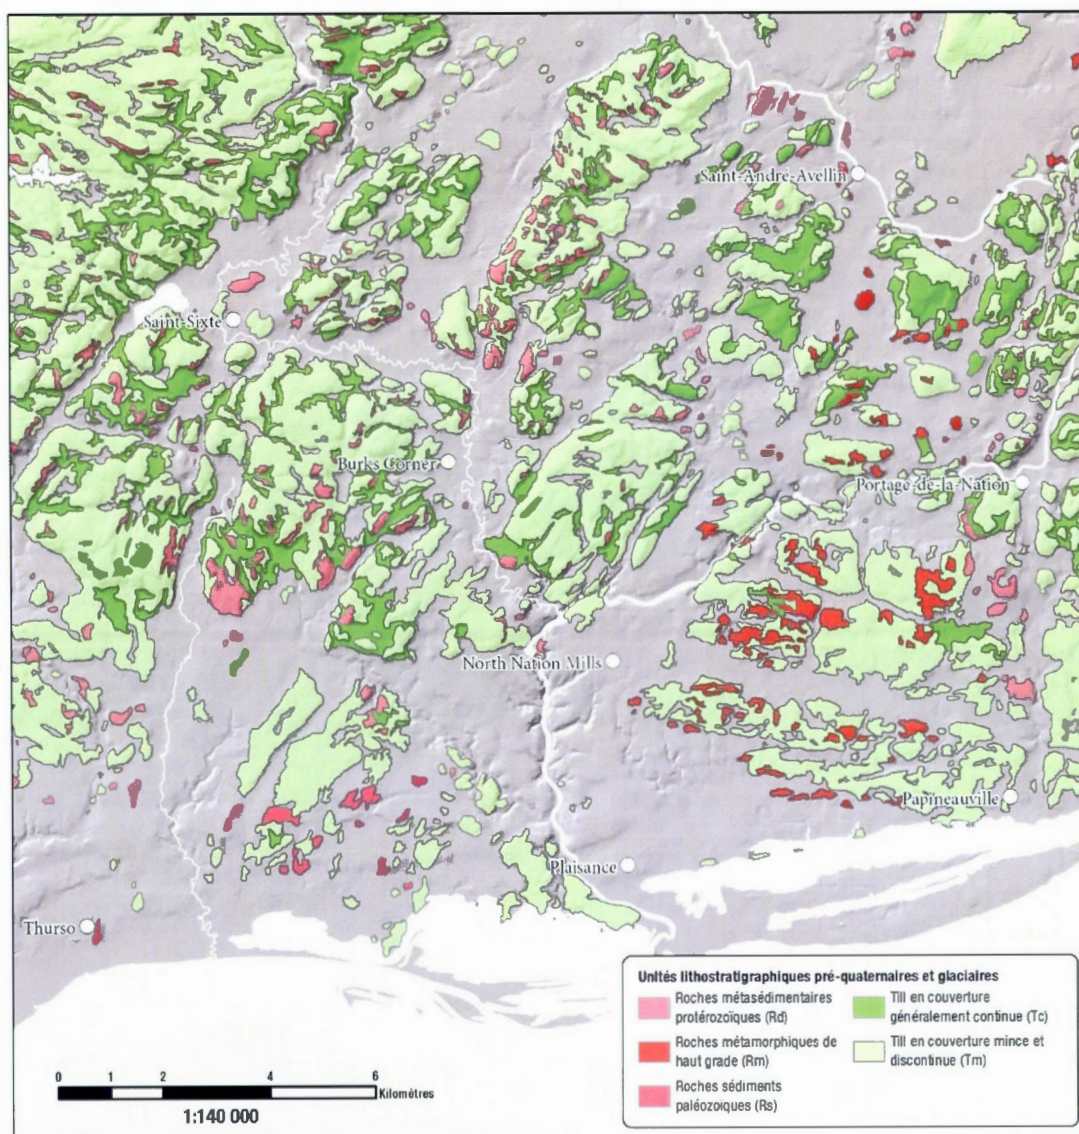 Saint-André-Avellin
Saint-Sixte
Burks Corner
Portage-de-la-Nation
North Nation Mills
Papineauville
Plaisance
Thurso
Unités lithostratigraphiques pré-quaternaires et glaciaires
Roches métasédimentaires
protérozoïques (Rd)
Roches métamorphiques de
haut grade (Rm)
Roches sédiments
paléozoïques (Rs)
Till en couverture
généralement continue (Tc)
Till en couverture mince et
discontinue (Tm)
0 1 2 4 6
Kilomètres
1:140 000